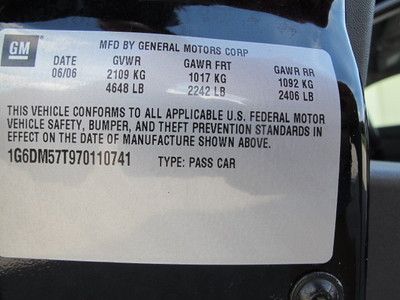 GM
MFD BY GENERAL MOTORS CORP
DATE GVWR GAWR FRT GAWR RR
06/06 2109 KG 1017 KG 1092 KG
4648 LB 2242 LB 2406 LB
THIS VEHICLE CONFORMS TO ALL APPLICABLE U.S. FEDERAL MOTOR
VEHICLE SAFETY, BUMPER, AND THEFT PREVENTION STANDARDS IN
EFFECT ON THE DATE OF MANUFACTURE SHOWN ABOVE.
1G6DM57T970110741 TYPE: PASS CAR